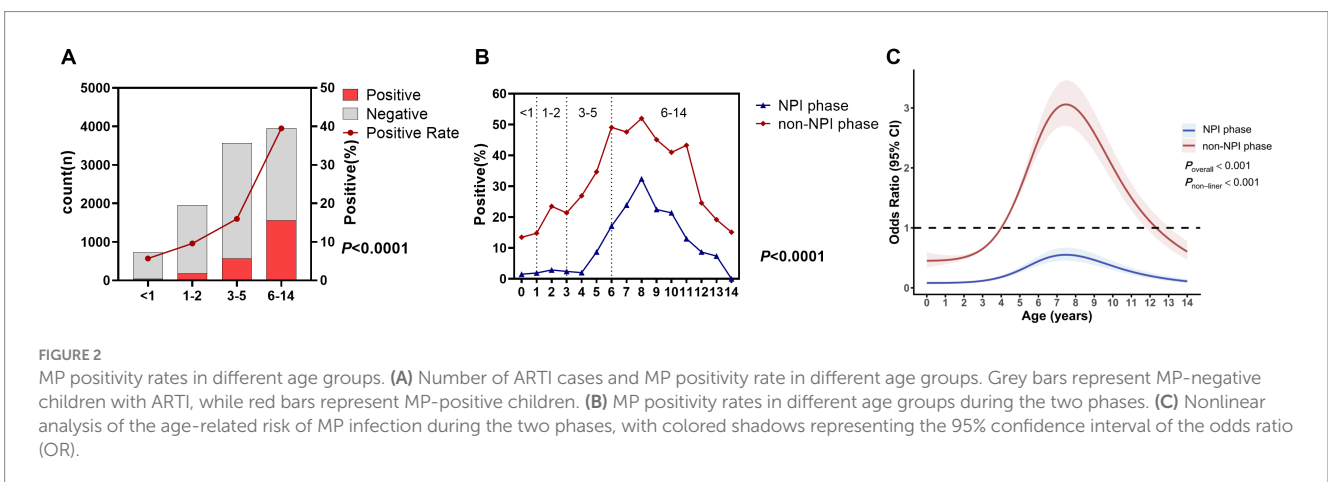 A
5000
4000
3000
2000
1000
0
count(n)
50
40
30
20
10
0
Positive(%)
<1 1-2 3-5 6-14
Positive
Negative
Positive Rate
P<0.0001
B
60
50
40
30
20
10
0
Positive(%)
<1 1-2 3-5 6-14
0 1 2 3 4 5 6 7 8 9 10 11 12 13 14
NPI phase
non-NPI phase
P<0.0001
C
3
2
1
0
Odds Ratio (95% CI)
0 1 2 3 4 5 6 7 8 9 10 11 12 13 14
Age (years)
NPI phase
non-NPI phase
Poverall < 0.001
Pnon-liner < 0.001
FIGURE 2
MP positivity rates in different age groups. (A) Number of ARTI cases and MP positivity rate in different age groups. Grey bars represent MP-negative
children with ARTI, while red bars represent MP-positive children. (B) MP positivity rates in different age groups during the two phases. (C) Nonlinear
analysis of the age-related risk of MP infection during the two phases, with colored shadows representing the 95% confidence interval of the odds ratio
(OR).